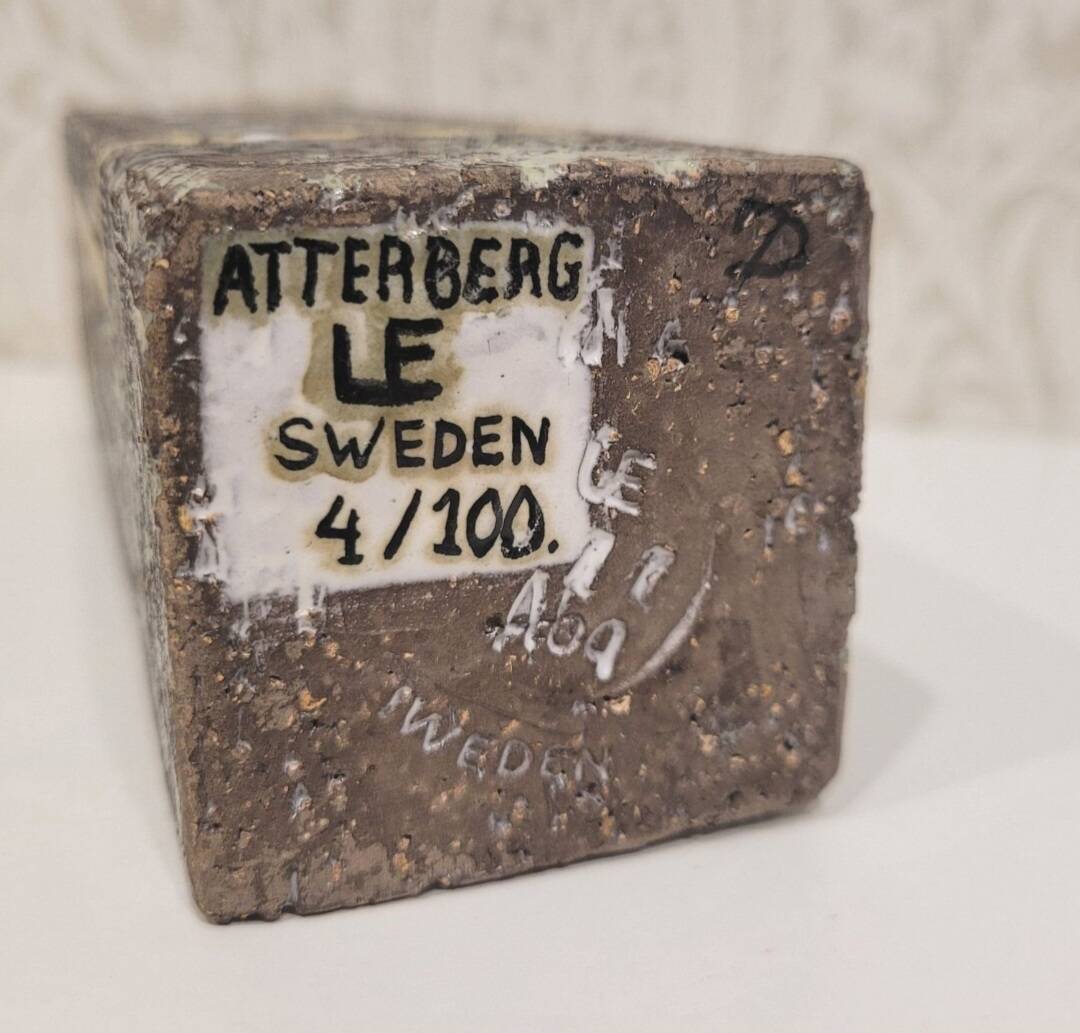 ATTERBERG
LE
SWEDEN
4/100.
D
SWEDEN